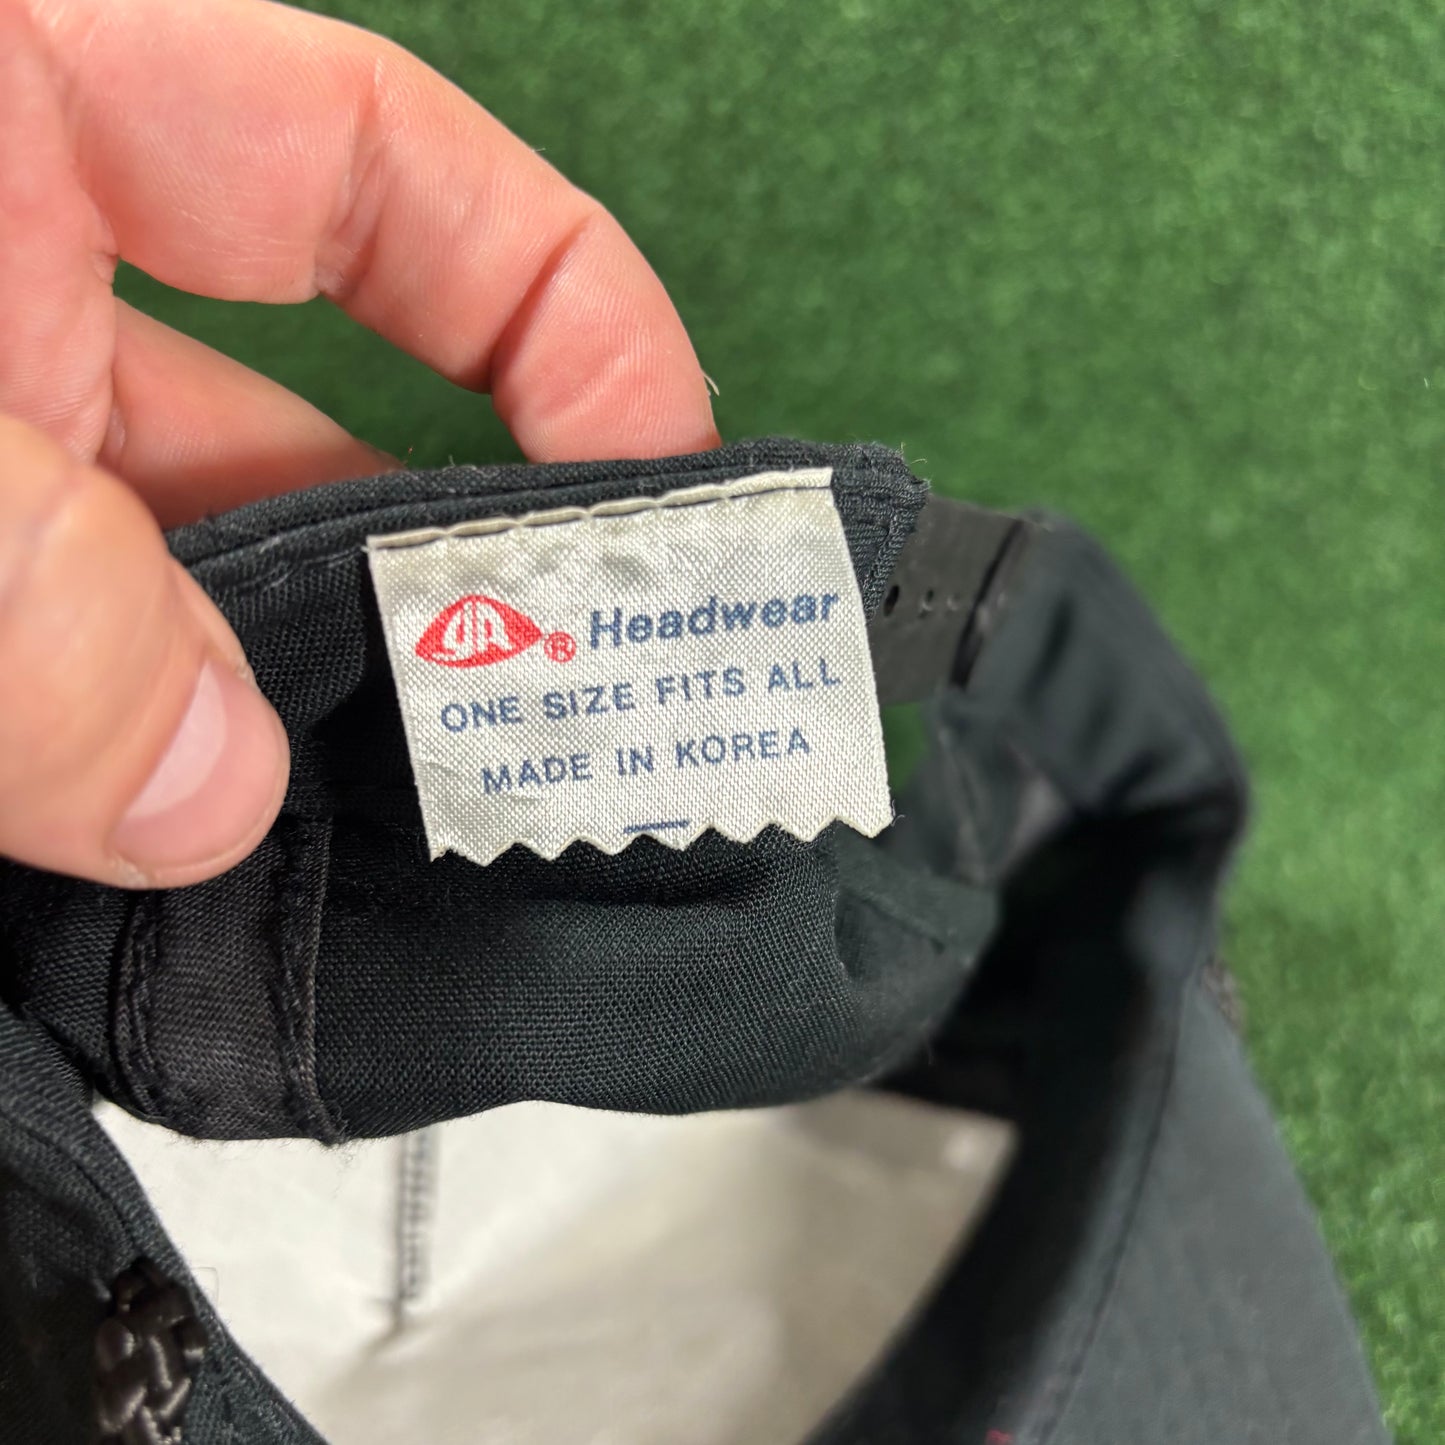 ® Headwear
ONE SIZE FITS ALL
MADE IN KOREA